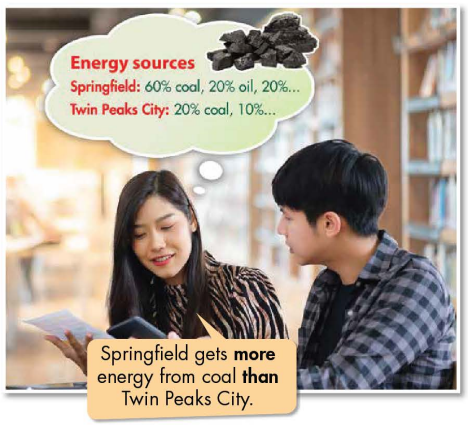 Energy sources
Springfield: 60% coal, 20% oil, 20%...
Twin Peaks City: 20% coal, 10%...
Springfield gets more
energy from coal than
Twin Peaks City.